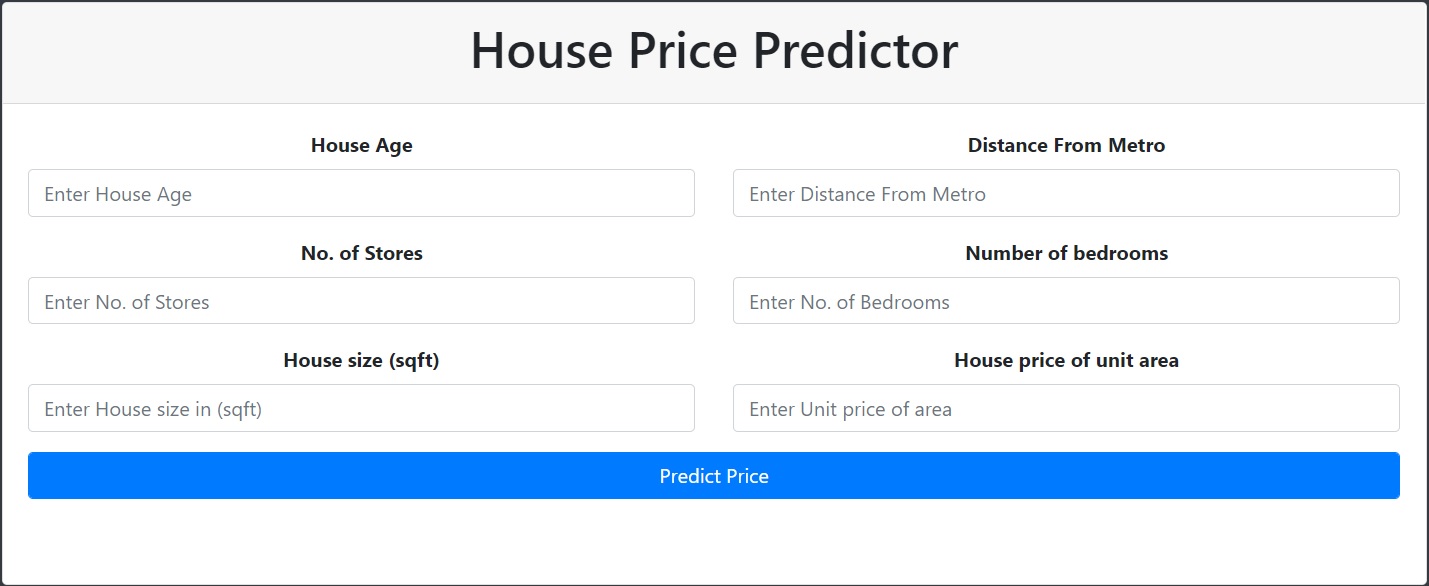 House Price Predictor
House Age
Distance From Metro
Enter House Age
Enter Distance From Metro
No. of Stores
Number of bedrooms
Enter No. of Stores
Enter No. of Bedrooms
House size (sqft)
House price of unit area
Enter House size in (sqft)
Enter Unit price of area
Predict Price